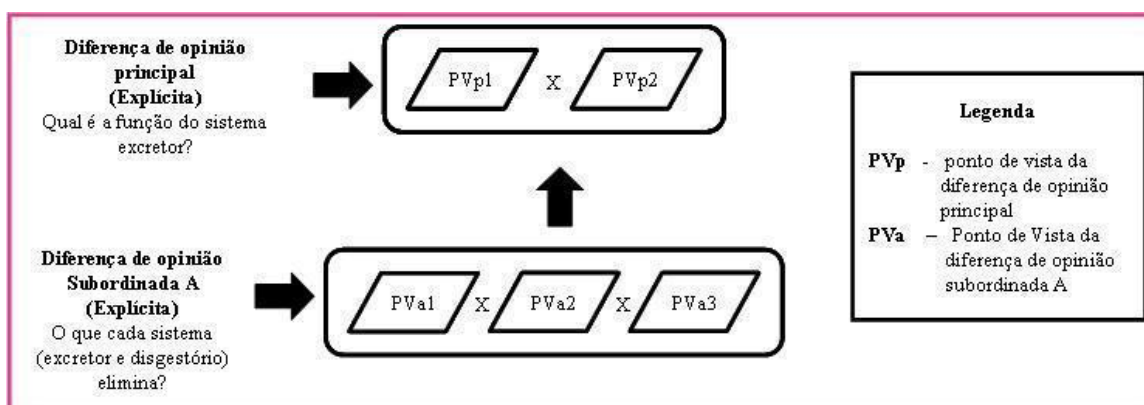 Diferença de opinião
principal
(Explícita)
Qual é a função do sistema
excretor?
PVp1 X PVp2
Diferença de opinião
Subordinada A
(Explícita)
O que cada sistema
(excretor e disgestório)
elimina?
PVa1 X PVa2 X PVa3
Legenda
PVp - ponto de vista da
diferença de opinião
principal
PVa – Ponto de Vista da
diferença de opinião
subordinada A